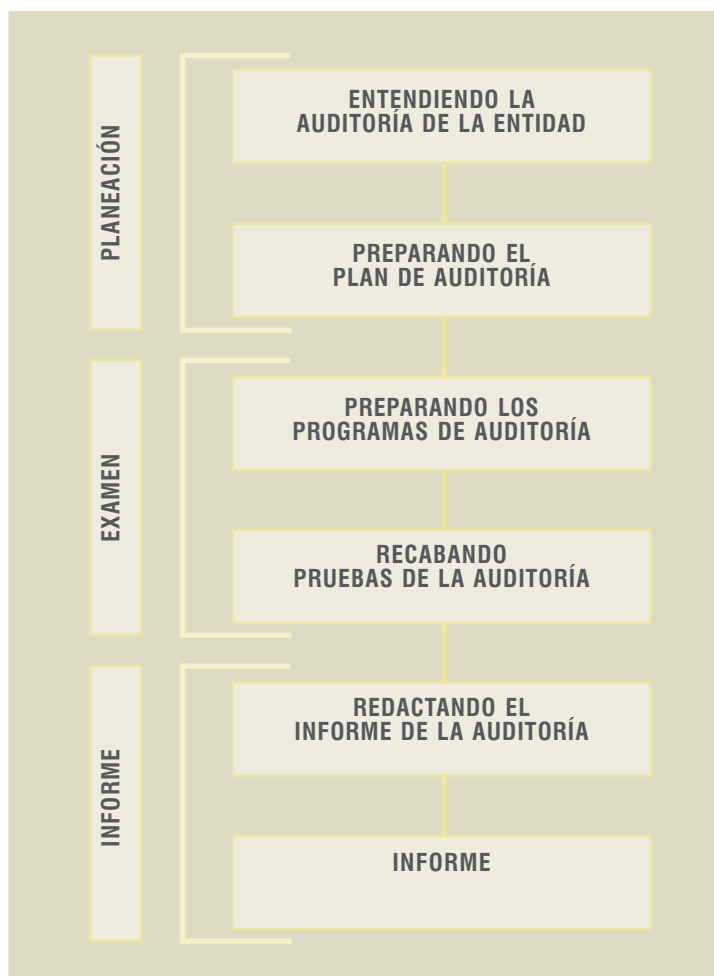 PLANEACIÓN
ENTENDIENDO LA
AUDITORÍA DE LA ENTIDAD
PREPARANDO EL
PLAN DE AUDITORÍA
EXAMEN
PREPARANDO LOS
PROGRAMAS DE AUDITORÍA
RECABANDO
PRUEBAS DE LA AUDITORÍA
INFORME
REDACTANDO EL
INFORME DE LA AUDITORÍA
INFORME